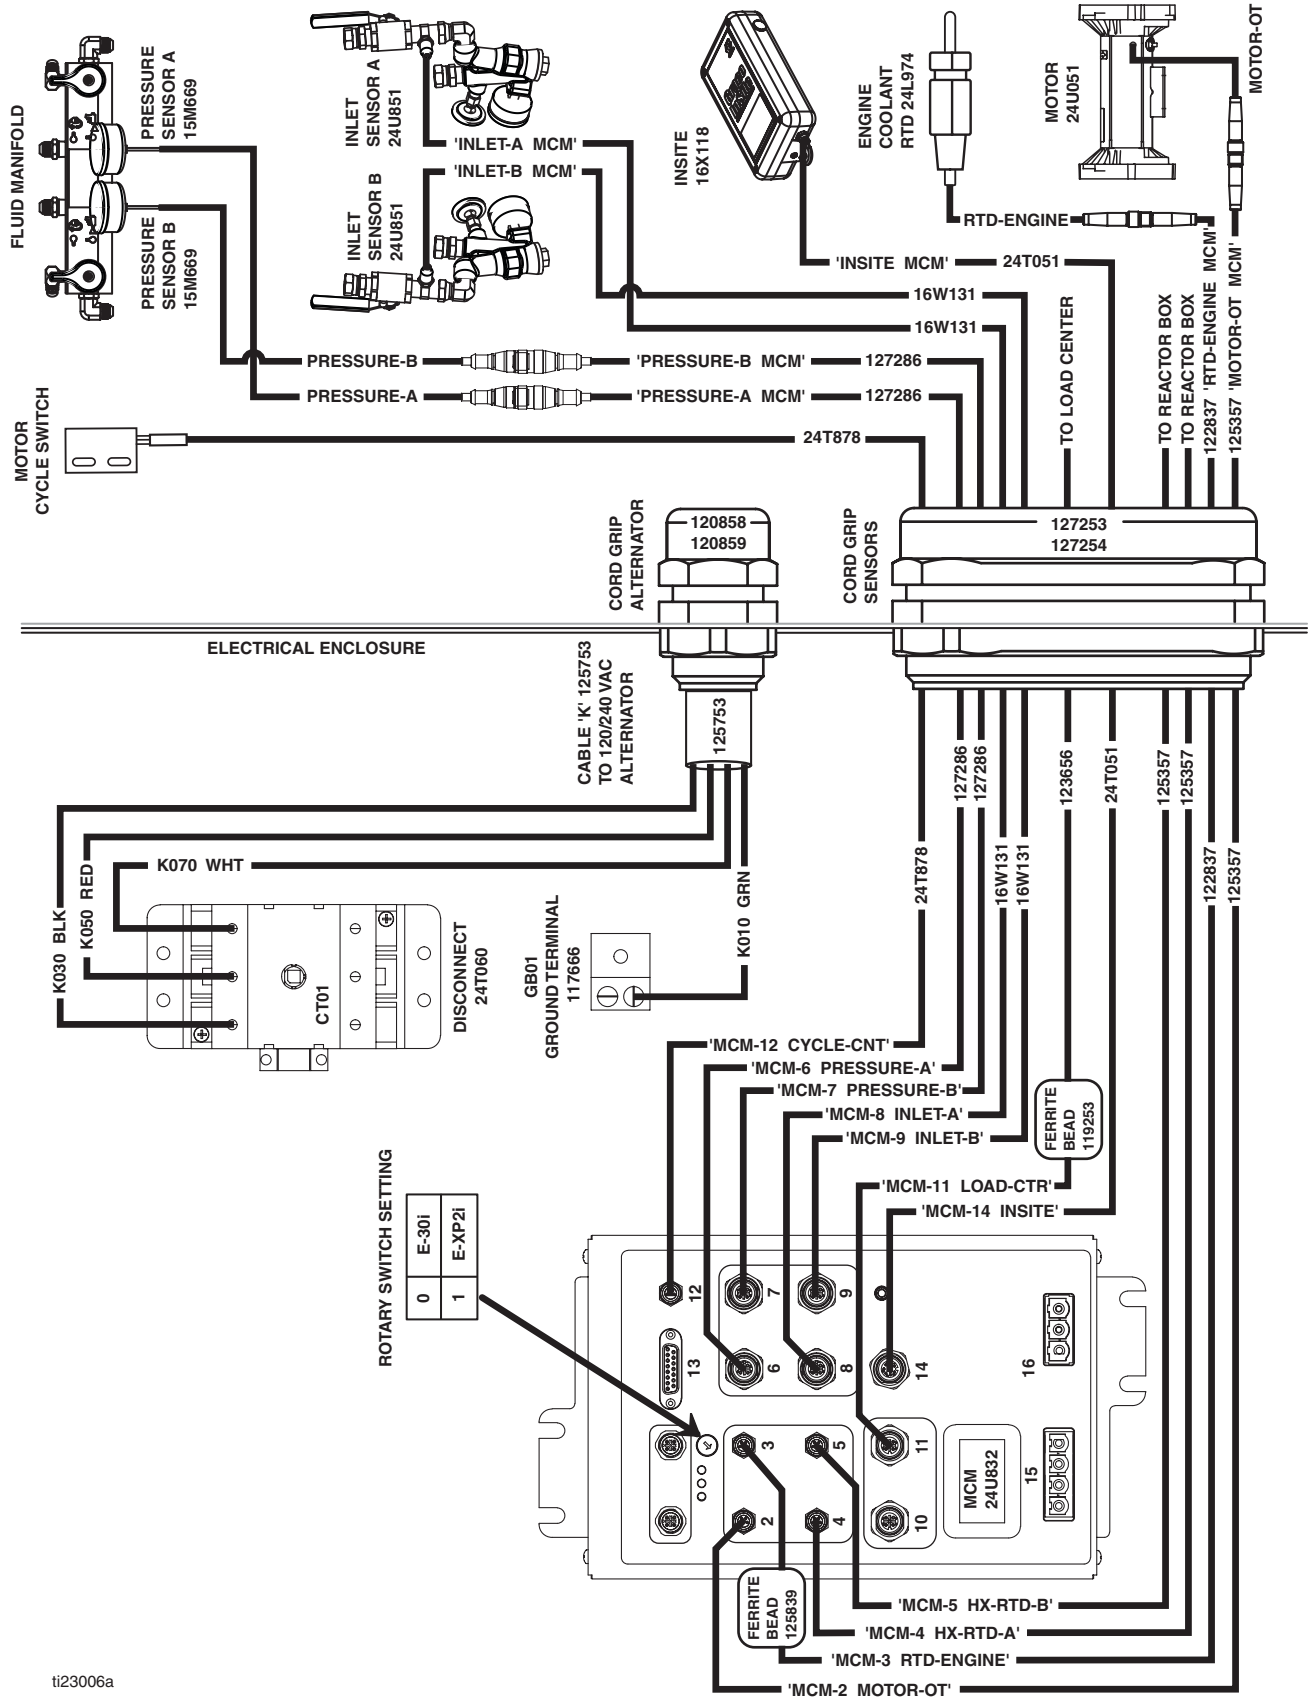 FLUID MANIFOLD
PRESSURE
SENSOR A
15M669
PRESSURE
SENSOR B
15M669
INLET
SENSOR A
24U851
INLET
SENSOR B
24U851
'INLET-A MCM'
'INLET-B MCM'
INSITE
16X118
ENGINE
COOLANT
RTD 24L974
MOTOR
24U051
MOTOR-OT
RTD-ENGINE
'INSITE MCM'
24T051
16W131
16W131
PRESSURE-B
'PRESSURE-B MCM'
127286
PRESSURE-A
'PRESSURE-A MCM'
127286
MOTOR
CYCLE SWITCH
24T878
TO LOAD CENTER
TO REACTOR BOX
TO REACTOR BOX
122837 'RTD-ENGINE MCM'
125357 'MOTOR-OT MCM'
CORD GRIP
ALTERNATOR
120858
120859
CORD GRIP
SENSORS
127253
127254
ELECTRICAL ENCLOSURE
CABLE 'K' 125753
TO 120/240 VAC
ALTERNATOR
125753
24T878
127286
127286
16W131
16W131
123656
24T051
125357
125357
122837
125357
K030 BLK
K050 RED
K070 WHT
K010 GRN
CT01
DISCONNECT
24T060
GB01
GROUND TERMINAL
117666
'MCM-12 CYCLE-CNT'
'MCM-6 PRESSURE-A'
'MCM-7 PRESSURE-B'
'MCM-8 INLET-A'
'MCM-9 INLET-B'
FERRITE
BEAD
119253
'MCM-11 LOAD-CTR'
'MCM-14 INSITE'
ROTARY SWITCH SETTING
0 E-30i
1 E-XP2i
12
7
9
13
6
8
14
16
3
5
11
MCM
24U832
15
2
4
10
FERRITE
BEAD
125839
'MCM-5 HX-RTD-B'
'MCM-4 HX-RTD-A'
'MCM-3 RTD-ENGINE'
'MCM-2 MOTOR-OT'
ti23006a